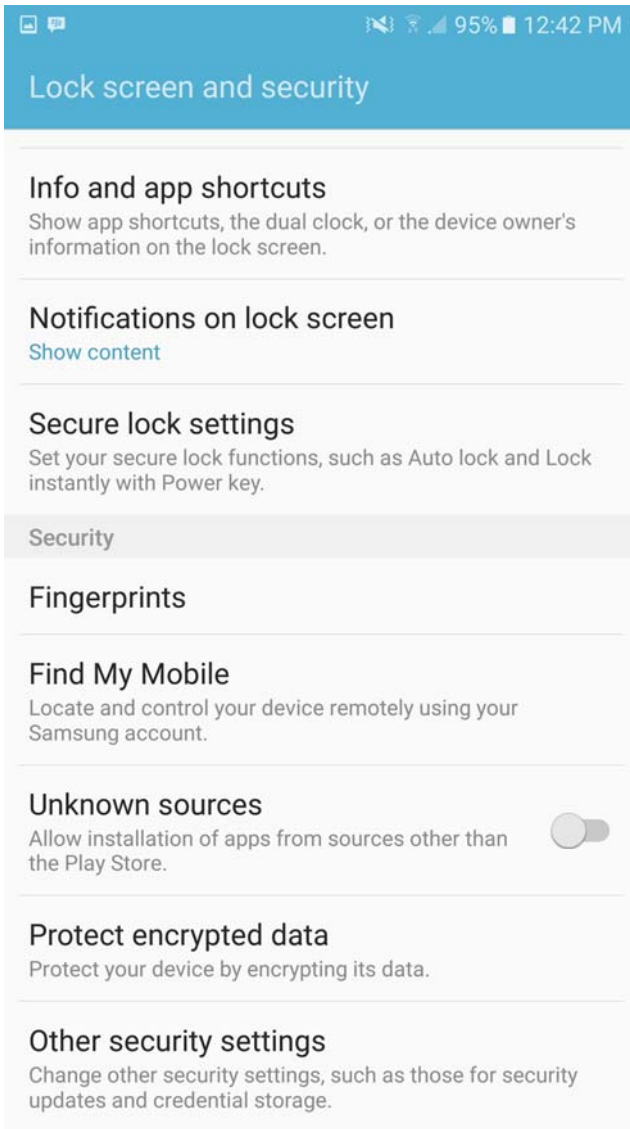 95% 12:42 PM
Lock screen and security
Info and app shortcuts
Show app shortcuts, the dual clock, or the device owner's
information on the lock screen.
Notifications on lock screen
Show content
Secure lock settings
Set your secure lock functions, such as Auto lock and Lock
instantly with Power key.
Security
Fingerprints
Find My Mobile
Locate and control your device remotely using your
Samsung account.
Unknown sources
Allow installation of apps from sources other than
the Play Store.
Protect encrypted data
Protect your device by encrypting its data.
Other security settings
Change other security settings, such as those for security
updates and credential storage.